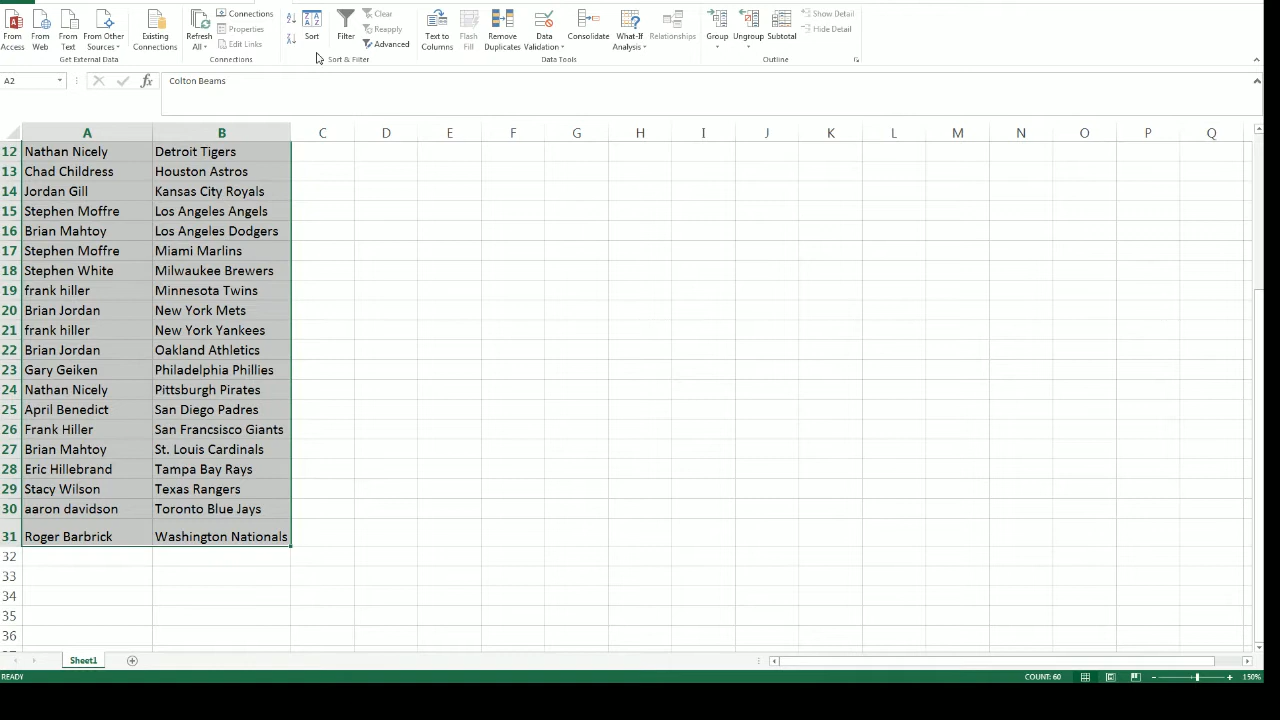 From Access From Web From Text From Other Sources Existing Connections Refresh All Connections Properties Edit Links Sort Filter Clear Reapply Advanced Text to Columns Flash Fill Remove Duplicates Data Validation Consolidate What-If Analysis Relationships Group Ungroup Subtotal Show Detail Hide Detail
Get External Data Connections Sort & Filter Data Tools Outline
A2 fx Colton Beams
A B C D E F G H I J K L M N O P Q
12 Nathan Nicely Detroit Tigers
13 Chad Childress Houston Astros
14 Jordan Gill Kansas City Royals
15 Stephen Moffre Los Angeles Angels
16 Brian Mahtoy Los Angeles Dodgers
17 Stephen Moffre Miami Marlins
18 Stephen White Milwaukee Brewers
19 frank hiller Minnesota Twins
20 Brian Jordan New York Mets
21 frank hiller New York Yankees
22 Brian Jordan Oakland Athletics
23 Gary Geiken Philadelphia Phillies
24 Nathan Nicely Pittsburgh Pirates
25 April Benedict San Diego Padres
26 Frank Hiller San Francsisco Giants
27 Brian Mahtoy St. Louis Cardinals
28 Eric Hillebrand Tampa Bay Rays
29 Stacy Wilson Texas Rangers
30 aaron davidson Toronto Blue Jays
31 Roger Barbrick Washington Nationals
32
33
34
35
36
Sheet1
READY COUNT: 60 150%